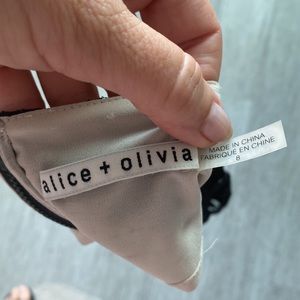 alice + olivia
MADE IN CHINA
FABRIQUE EN CHINE
8